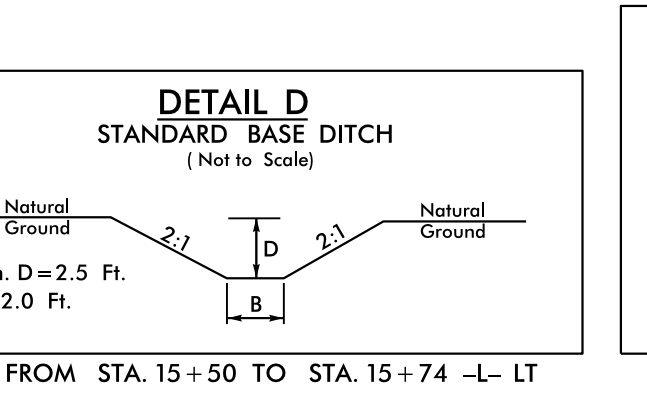 DETAIL D
STANDARD BASE DITCH
( Not to Scale)
Natural
Ground
2:1
D
2:1
Natural
Ground
D=2.5 Ft.
2.0 Ft.
B
FROM STA. 15+50 TO STA. 15+74 -L- LT